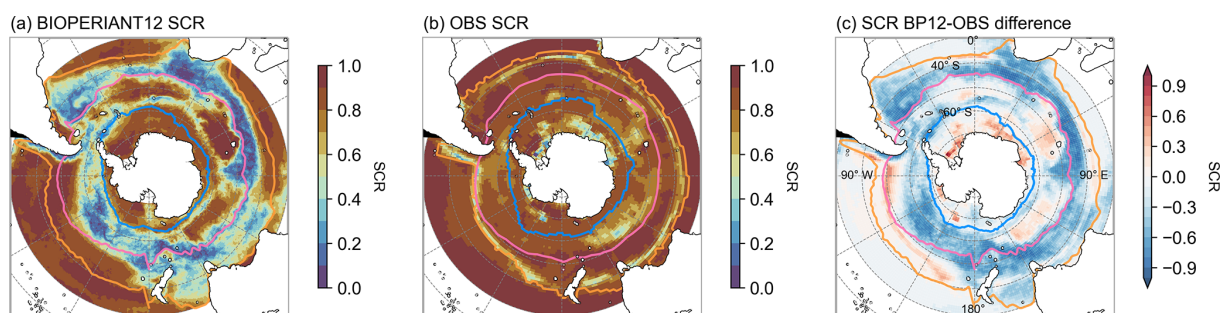 (a) BIOPERIANT12 SCR
1.0
0.8
0.6
0.4
0.2
0.0
SCR
(b) OBS SCR
1.0
0.8
0.6
0.4
0.2
0.0
SCR
(c) SCR BP12-OBS difference
0°
40° S
60° S
90° W
90° E
180°
0.9
0.6
0.3
0.0
−0.3
−0.6
−0.9
SCR